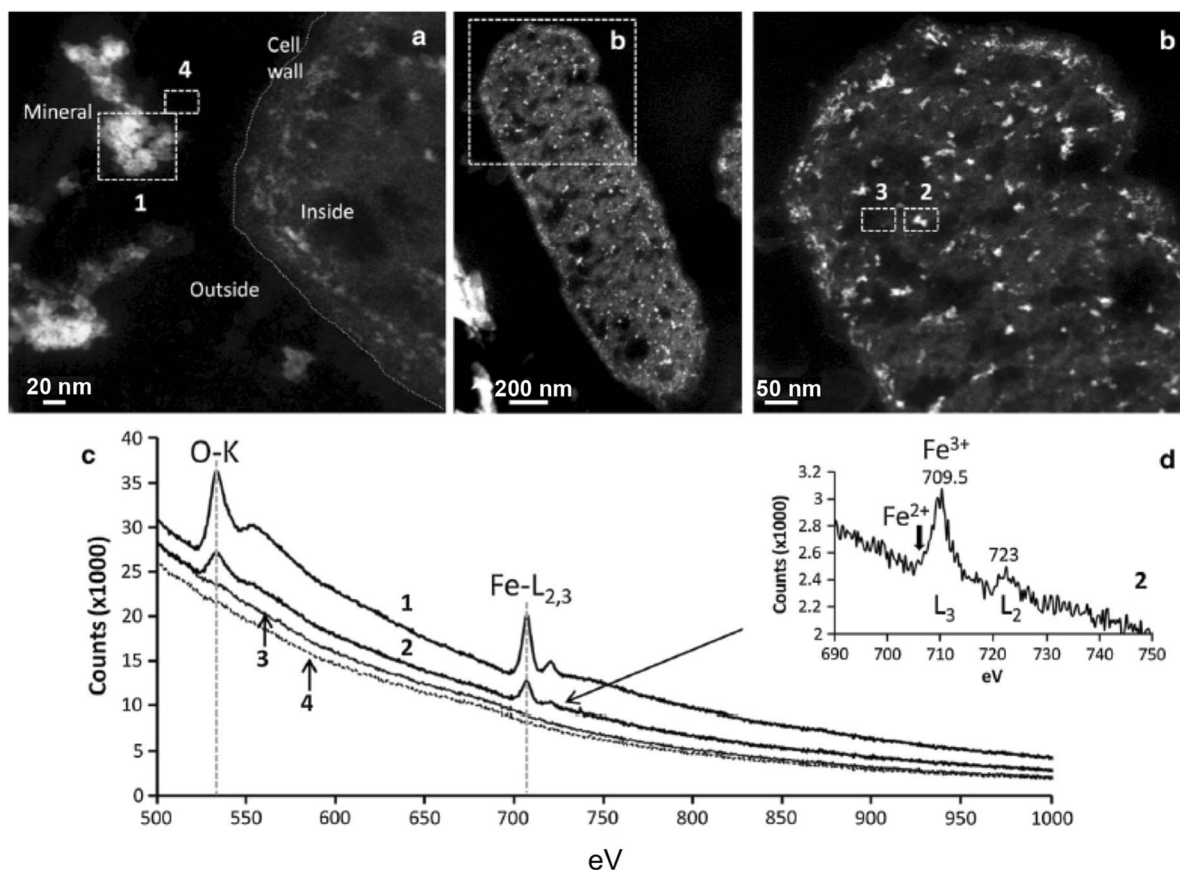 a
Cell
wall
4
Mineral
1
Inside
Outside
20 nm
b
200 nm
b
3
2
50 nm
c
O-K
40
35
30
25
20
15
10
5
0
Counts (x1000)
1
2
3
4
Fe-L2,3
500
550
600
650
700
750
800
850
900
950
1000
eV
d
Fe3+
709.5
Fe2+
723
2
L3
L2
3.2
3
2.8
2.6
2.4
2.2
2
Counts (x1000)
690
700
710
720
730
740
750
eV